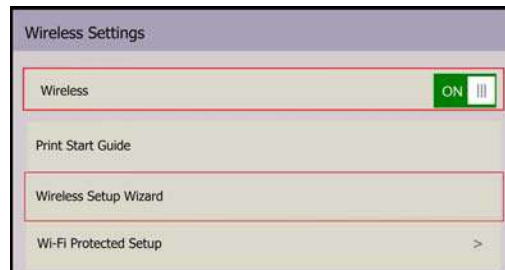 Wireless Settings
Wireless ON
Print Start Guide
Wireless Setup Wizard
Wi-Fi Protected Setup >